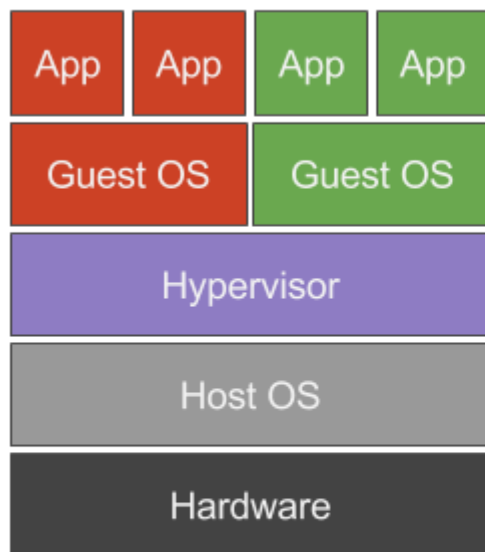 App App App App
Guest OS Guest OS
Hypervisor
Host OS
Hardware